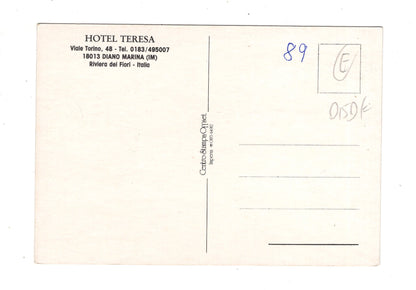 HOTEL TERESA
Viale Torino, 48 - Tel. 0183/495007
18013 DIANO MARINA (IM)
Riviera dei Fiori - Italia
89
E
Centro Stampa Offset